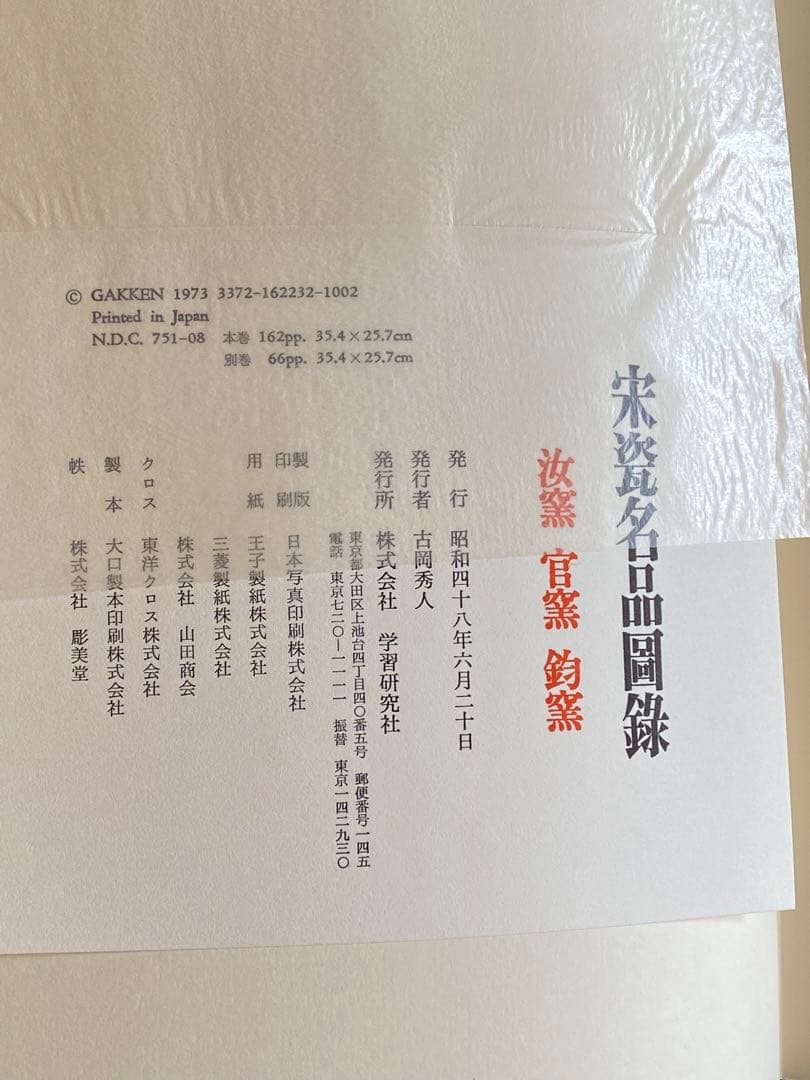 © GAKKEN 1973 3372-162232-1002
Printed in Japan
N.D.C. 751-08 本巻 162pp. 35.4×25.7cm
別巻 66pp. 35.4×25.7cm
宋瓷名品圖錄
汝窯 官窯 鈞窯
発行 昭和四十八年六月二十日
発行者 古岡秀人
発行所 株式会社 学習研究社
東京都大田区上池台四丁目四〇番五号 郵便番号一四五
電話 東京七二〇―一一一一 振替 東京一四二九三〇
製版
印刷 日本写真印刷株式会社
用紙 王子製紙株式会社
三菱製紙株式会社
株式会社 山田商会
クロス 東洋クロス株式会社
製本 大口製本印刷株式会社
帙 株式会社 彫美堂